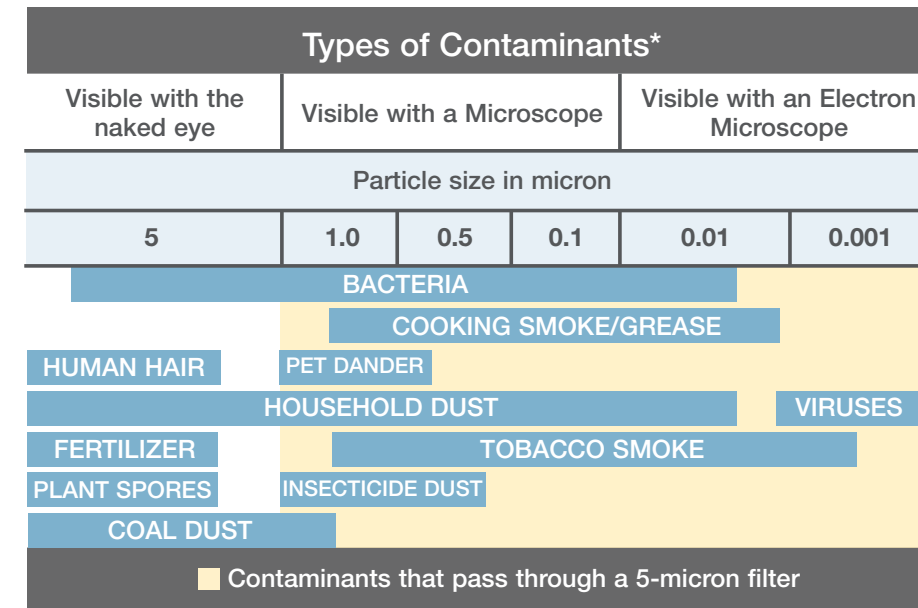 Types of Contaminants*
Visible with the
naked eye
Visible with a Microscope
Visible with an Electron
Microscope
Particle size in micron
5 1.0 0.5 0.1 0.01 0.001
BACTERIA
COOKING SMOKE/GREASE
HUMAN HAIR PET DANDER
HOUSEHOLD DUST VIRUSES
FERTILIZER TOBACCO SMOKE
PLANT SPORES INSECTICIDE DUST
COAL DUST
Contaminants that pass through a 5-micron filter